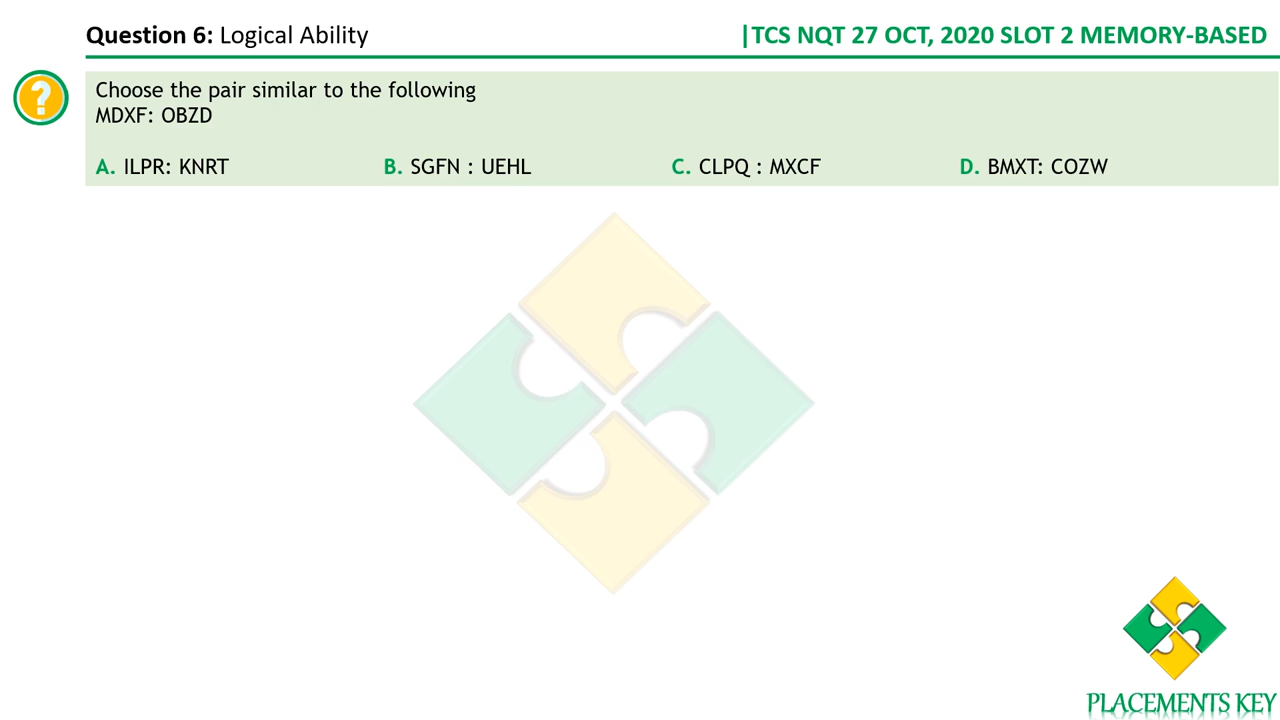 Question 6: Logical Ability
|TCS NQT 27 OCT, 2020 SLOT 2 MEMORY-BASED
?
Choose the pair similar to the following
MDXF: OBZD
A. ILPR: KNRT B. SGFN : UEHL C. CLPQ : MXCF D. BMXT: COZW
PLACEMENTS KEY